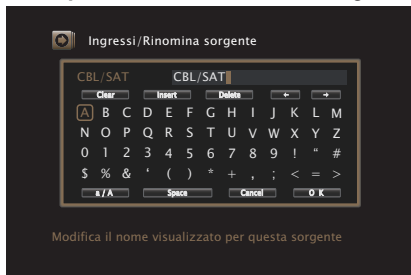 Ingressi/Rinomina sorgente
CBL/SAT CBL/SAT
Clear Insert Delete ← →
A B C D E F G H I J K L M
N O P Q R S T U V W X Y Z
0 1 2 3 4 5 6 7 8 9 ! “ #
$ % & ‘ ( ) * + , ; < = >
a / A Space Cancel O K
Modifica il nome visualizzato per questa sorgente